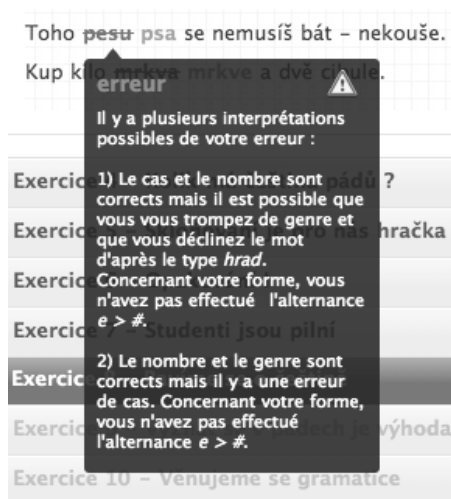 Toho pesu psa se nemusíš bát – nekouše.
Kup kilo mrkva mrkve a dvě cibule.
erreur
Il y a plusieurs interprétations
possibles de votre erreur :
1) Le cas et le nombre sont
corrects mais il est possible que
vous vous trompez de genre et
que vous déclinez le mot
d'après le type hrad.
Concernant votre forme, vous
n'avez pas effectué l'alternance
e > #.
2) Le nombre et le genre sont
corrects mais il y a une erreur
de cas. Concernant votre forme,
vous n'avez pas effectué
l'alternance e > #.
Exercice pádů ?
Exercice je pro nás hračka
Exercice
Exercice 7 – Studenti jsou pilní
Exercice
Exercice pádech je výhoda
Exercice 10 – Věnujeme se gramatice